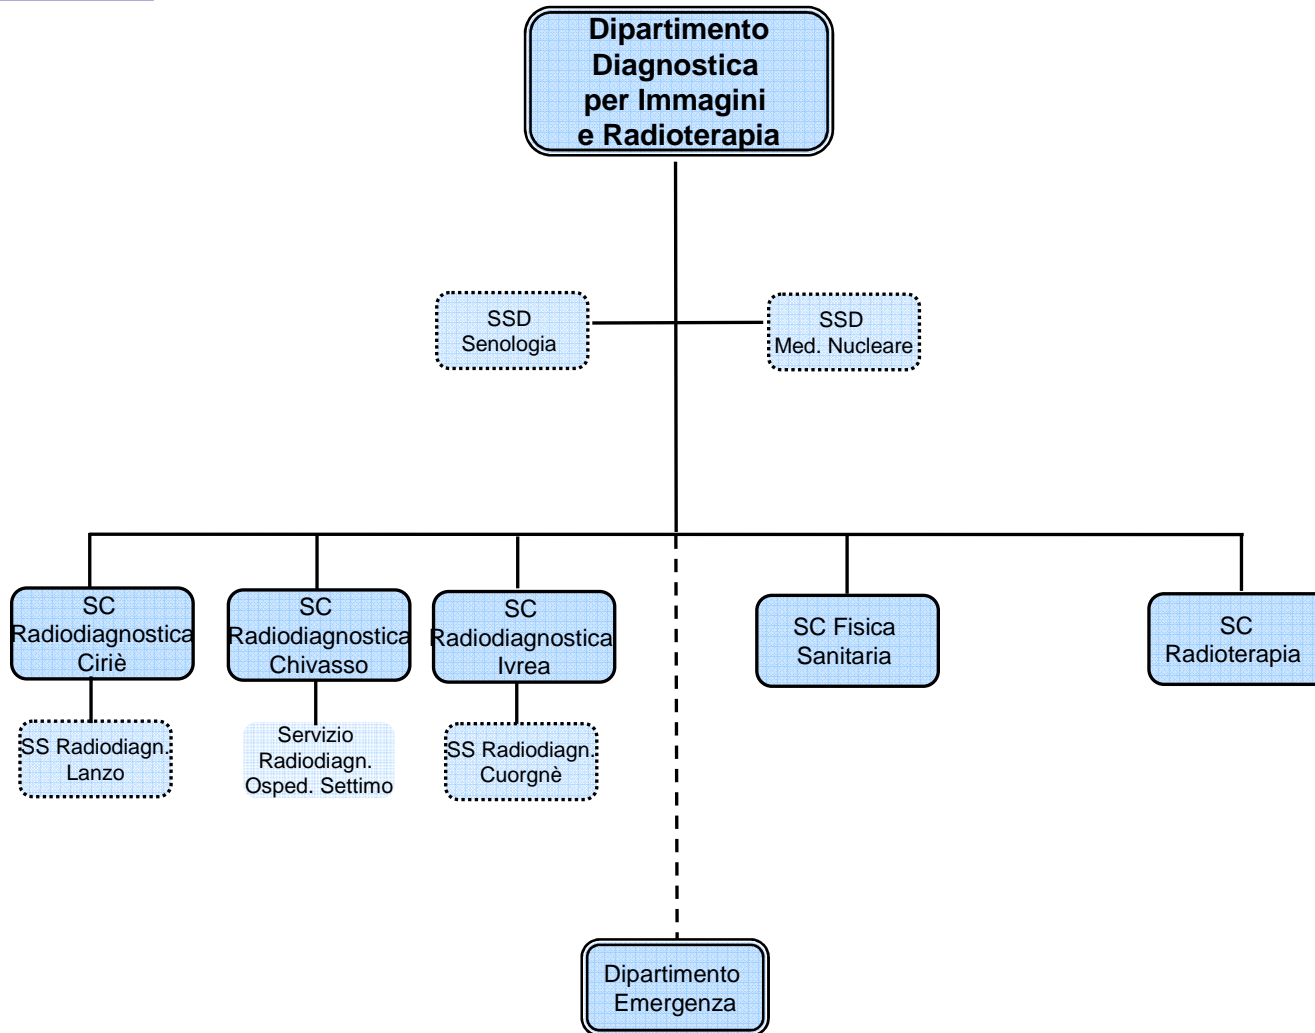 Dipartimento
Diagnostica
per Immagini
e Radioterapia
SSD
Senologia
SSD
Med. Nucleare
SC
Radiodiagnostica
Ciriè
SC
Radiodiagnostica
Chivasso
SC
Radiodiagnostica
Ivrea
SC Fisica
Sanitaria
SC
Radioterapia
SS Radiodiagn.
Lanzo
Servizio
Radiodiagn.
Osped. Settimo
SS Radiodiagn.
Cuorgnè
Dipartimento
Emergenza